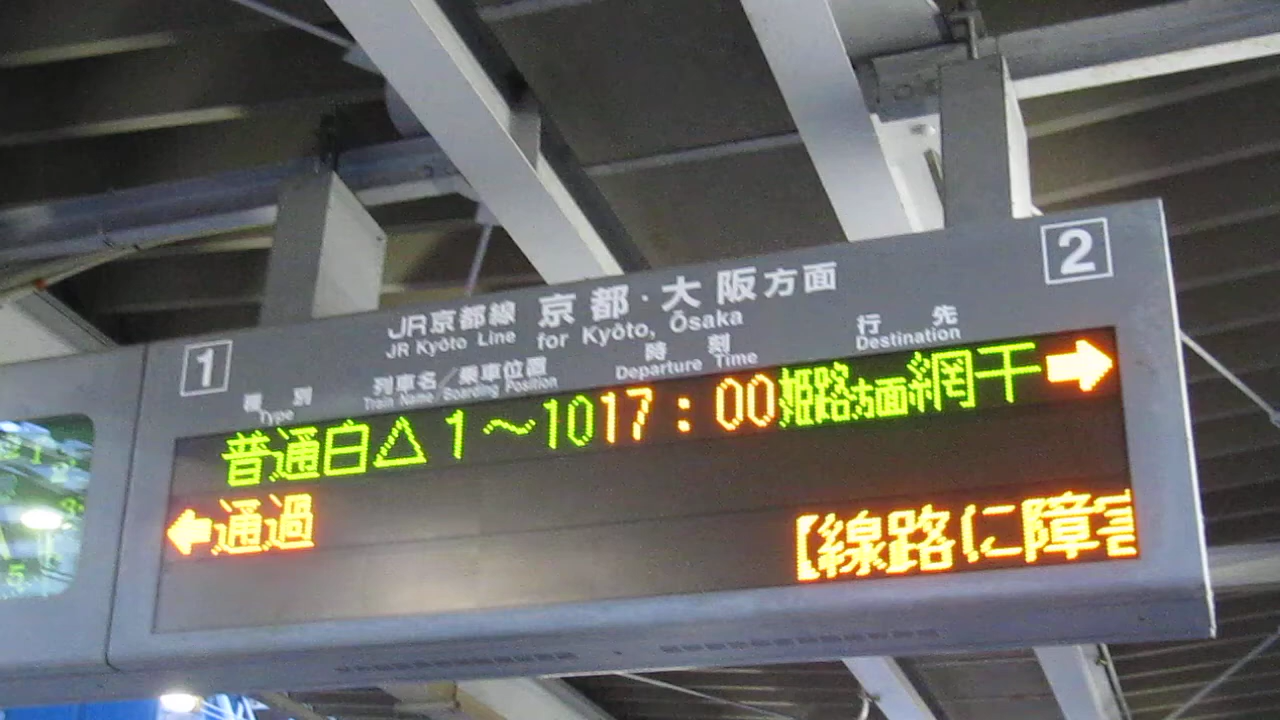 1
2
JR京都線 京都・大阪方面
JR Kyōto Line for Kyōto, Ōsaka
種別 列車名/乗車位置 時刻 行先
Type Train Name/Boarding Position Departure Time Destination
普通白△1〜10 17:00 姫路方面網干→
←通過 【線路に障害